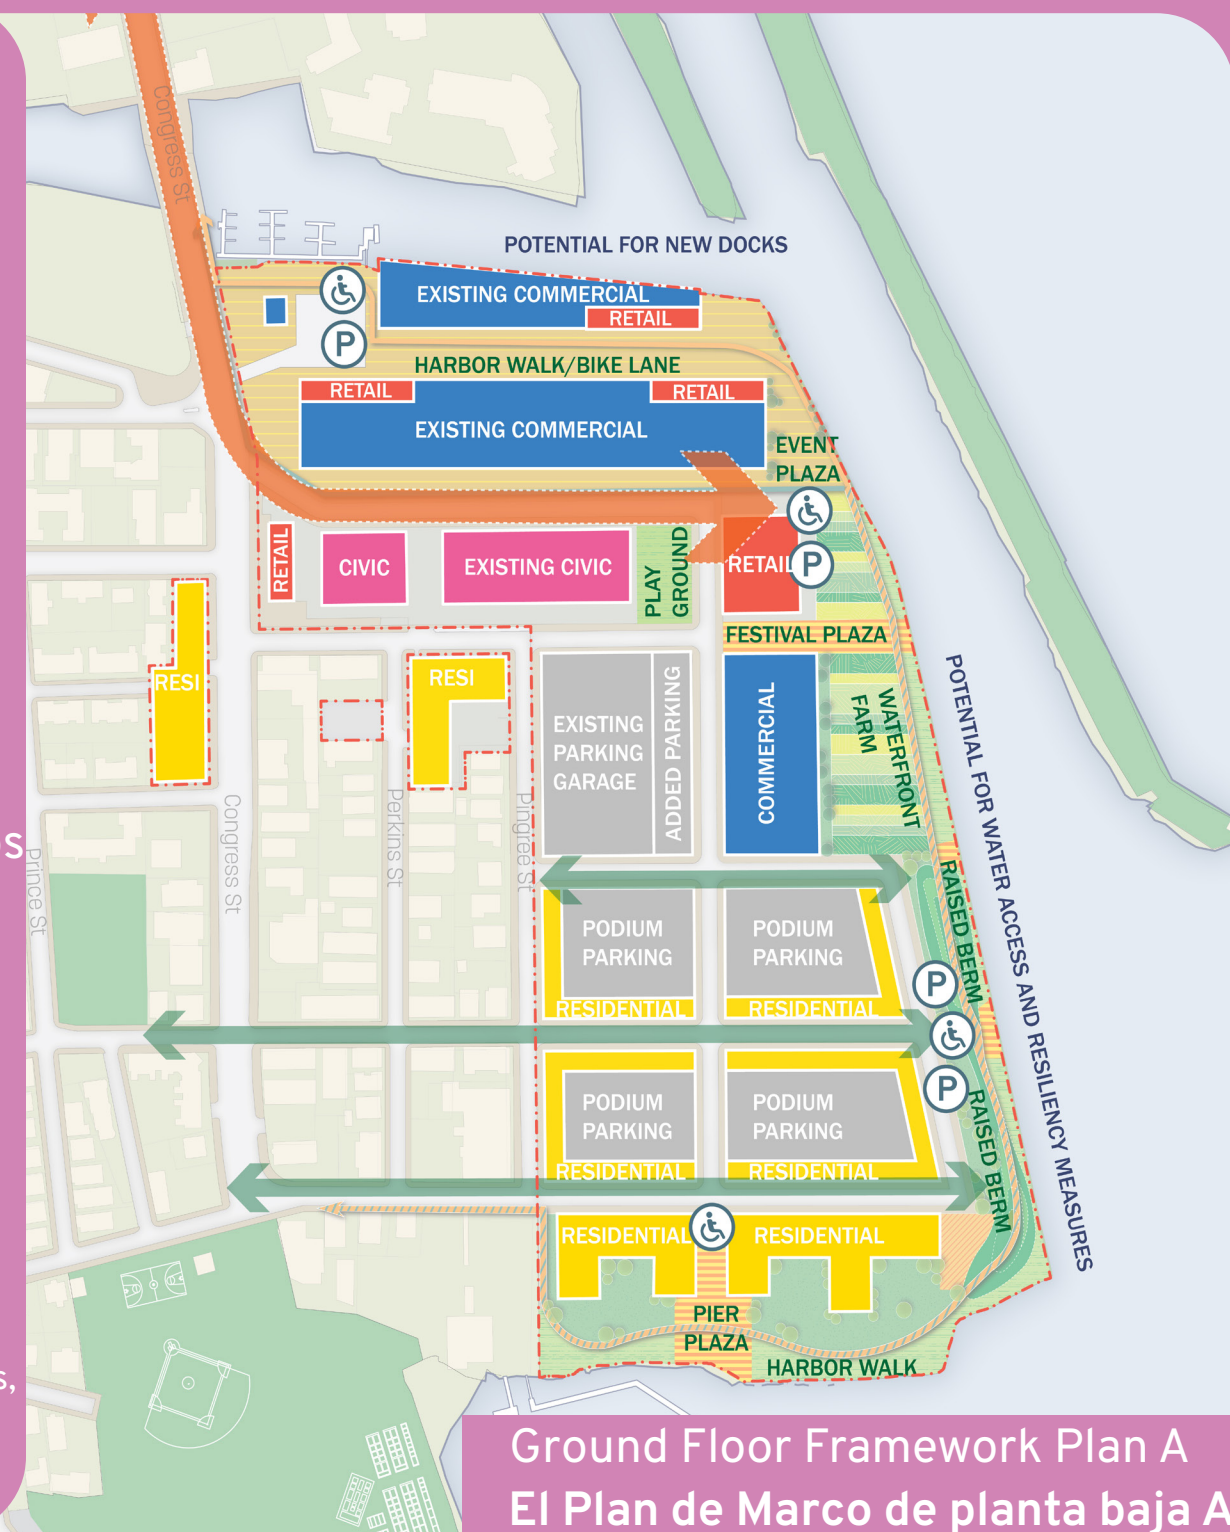 Congress St
POTENTIAL FOR NEW DOCKS
EXISTING COMMERCIAL
RETAIL
P
HARBOR WALK/BIKE LANE
RETAIL
RETAIL
EXISTING COMMERCIAL
EVENT
PLAZA
RETAIL
CIVIC
EXISTING CIVIC
PLAY
GROUND
RETAIL
P
FESTIVAL PLAZA
RESI
RESI
EXISTING
PARKING
GARAGE
ADDED PARKING
COMMERCIAL
WATERFRONT
FARM
POTENTIAL FOR WATER ACCESS AND RESILIENCY MEASURES
Prince St
Congress St
Perkins St
Pingree St
RAISED BERM
PODIUM
PARKING
RESIDENTIAL
PODIUM
PARKING
RESIDENTIAL
P
P
PODIUM
PARKING
RESIDENTIAL
PODIUM
PARKING
RESIDENTIAL
RAISED BERM
RESIDENTIAL
RESIDENTIAL
PIER
PLAZA
HARBOR WALK
s,
Ground Floor Framework Plan A
El Plan de Marco de planta baja A